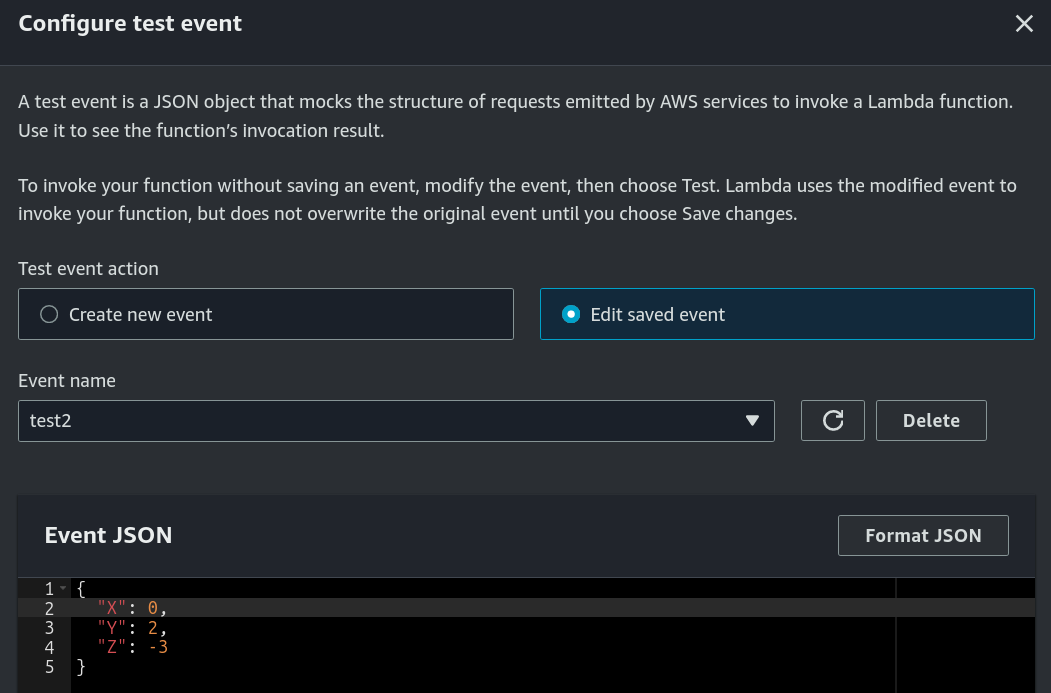 Configure test event
A test event is a JSON object that mocks the structure of requests emitted by AWS services to invoke a Lambda function.
Use it to see the function’s invocation result.
To invoke your function without saving an event, modify the event, then choose Test. Lambda uses the modified event to
invoke your function, but does not overwrite the original event until you choose Save changes.
Test event action
Create new event
Edit saved event
Event name
test2
Delete
Event JSON
Format JSON
1 {
2 "X": 0,
3 "Y": 2,
4 "Z": -3
5 }